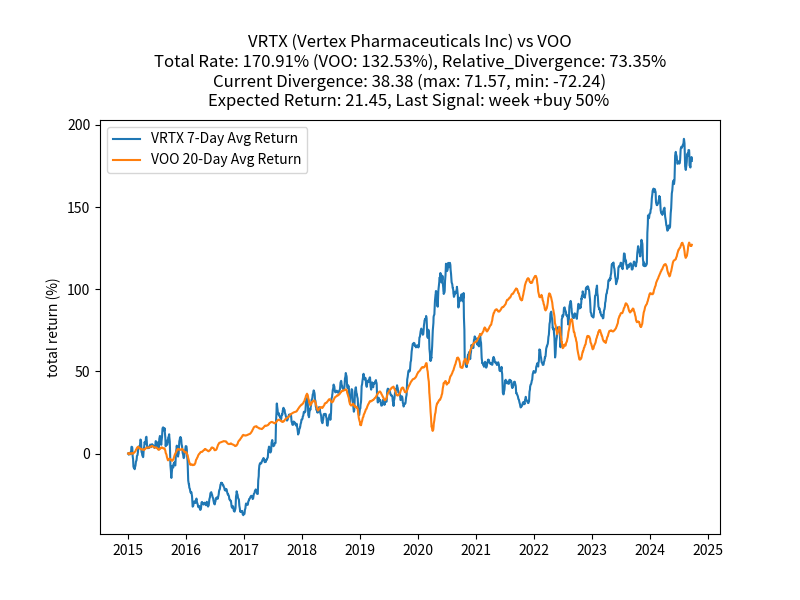 VRTX (Vertex Pharmaceuticals Inc) vs VOO
Total Rate: 170.91% (VOO: 132.53%), Relative_Divergence: 73.35%
Current Divergence: 38.38 (max: 71.57, min: -72.24)
Expected Return: 21.45, Last Signal: week +buy 50%
VRTX 7-Day Avg Return
VOO 20-Day Avg Return
total return (%)
200
150
100
50
0
2015 2016 2017 2018 2019 2020 2021 2022 2023 2024 2025